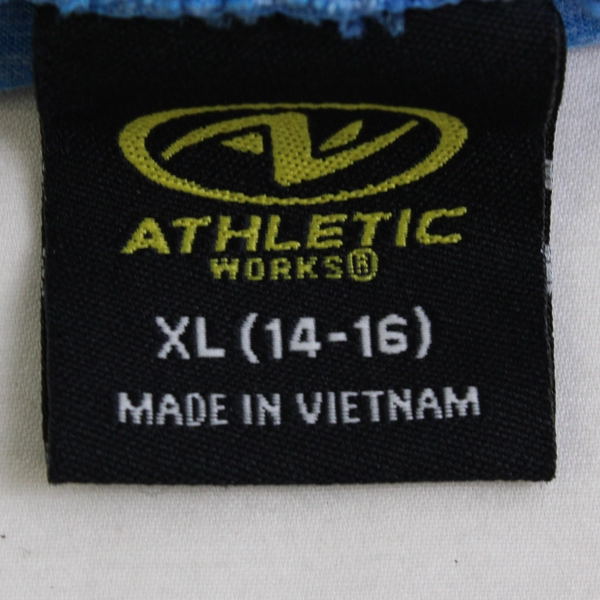 ATHLETIC
WORKS®
XL (14-16)
MADE IN VIETNAM